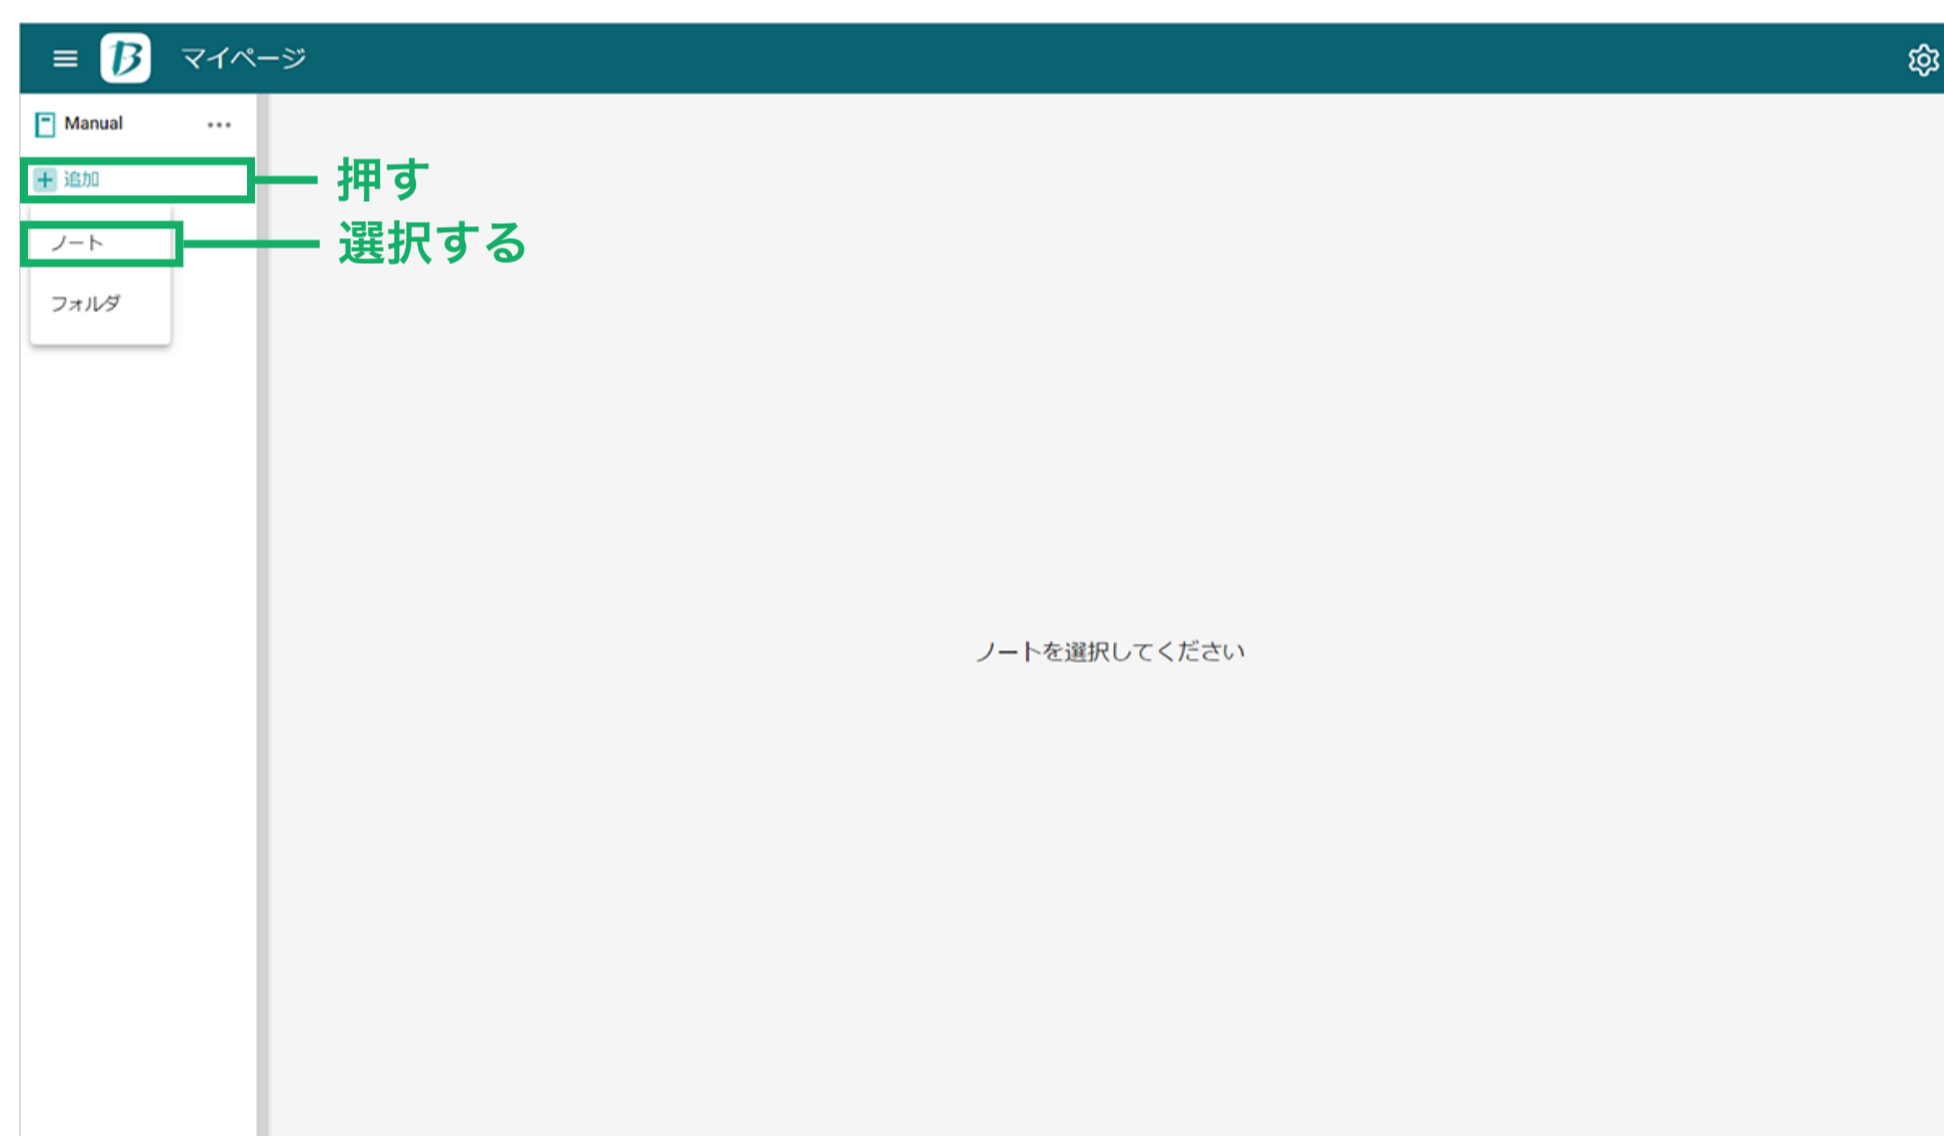 B マイページ
Manual
追加
押す
ノート
選択する
フォルダ
ノートを選択してください